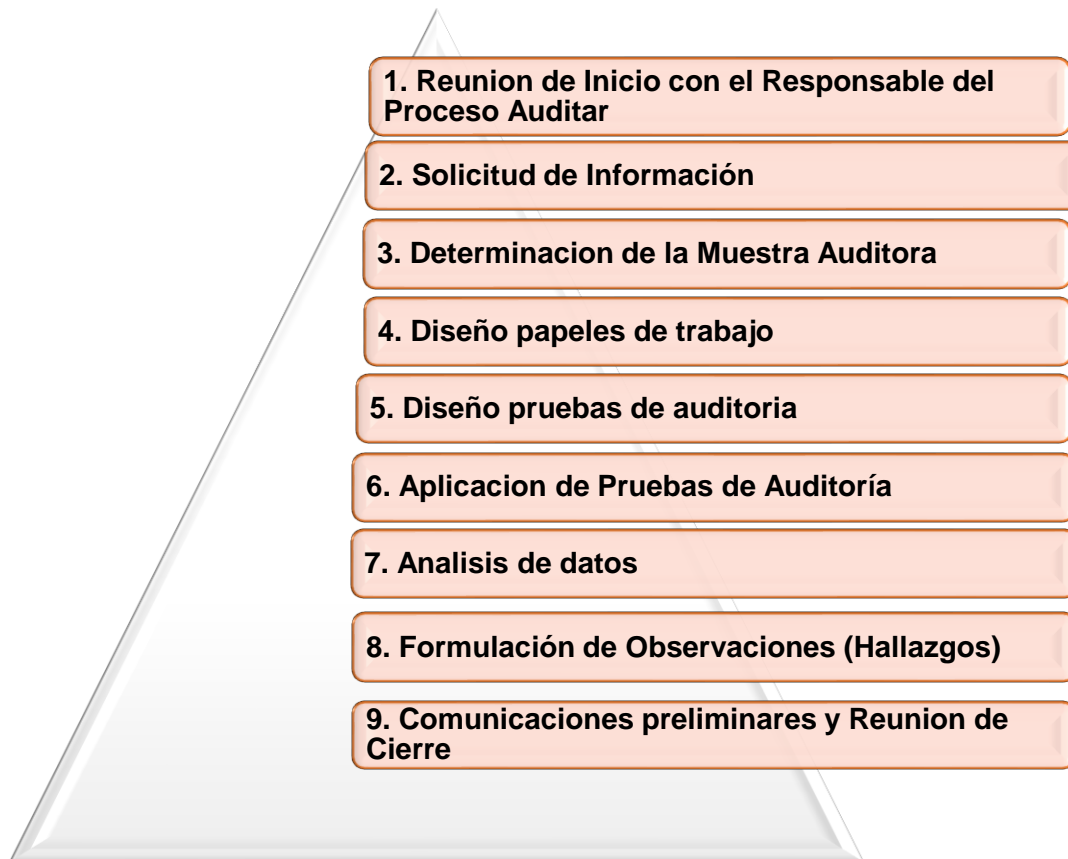 1. Reunion de Inicio con el Responsable del
Proceso Auditar
2. Solicitud de Información
3. Determinacion de la Muestra Auditora
4. Diseño papeles de trabajo
5. Diseño pruebas de auditoria
6. Aplicacion de Pruebas de Auditoría
7. Analisis de datos
8. Formulación de Observaciones (Hallazgos)
9. Comunicaciones preliminares y Reunion de
Cierre